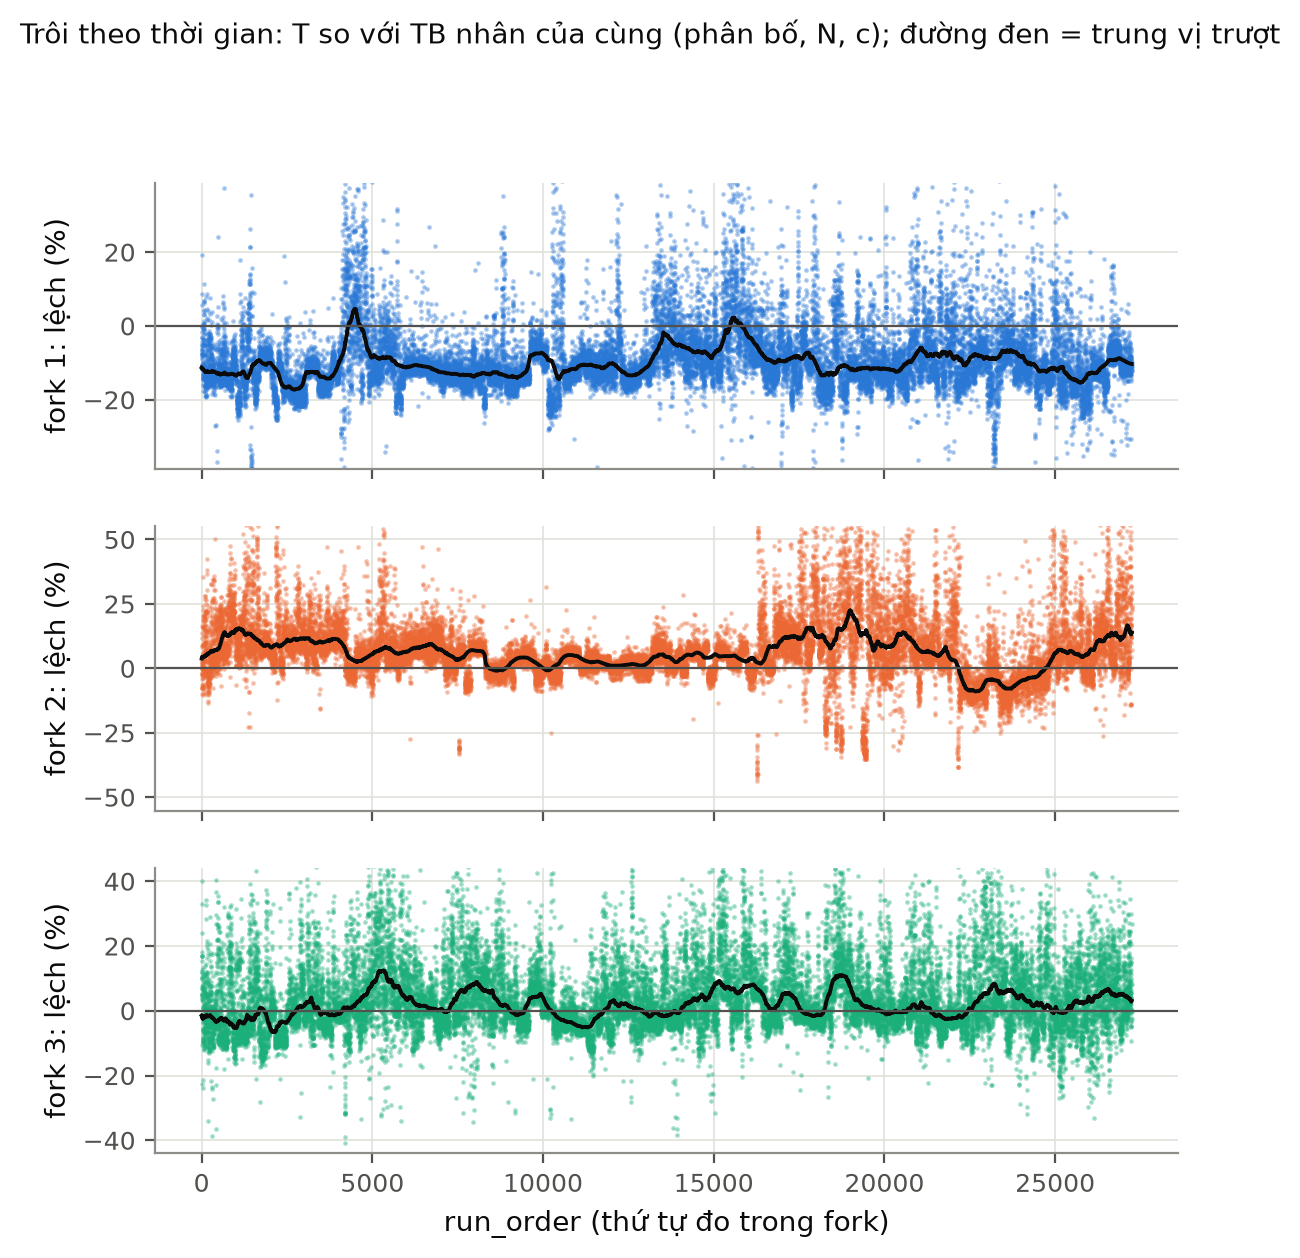 Trôi theo thời gian: T so với TB nhân của cùng (phân bố, N, c); đường đen = trung vị trượt
fork 1: lệch (%)
20
0
−20
fork 2: lệch (%)
50
25
0
−25
−50
fork 3: lệch (%)
40
20
0
−20
−40
0 5000 10000 15000 20000 25000
run_order (thứ tự đo trong fork)